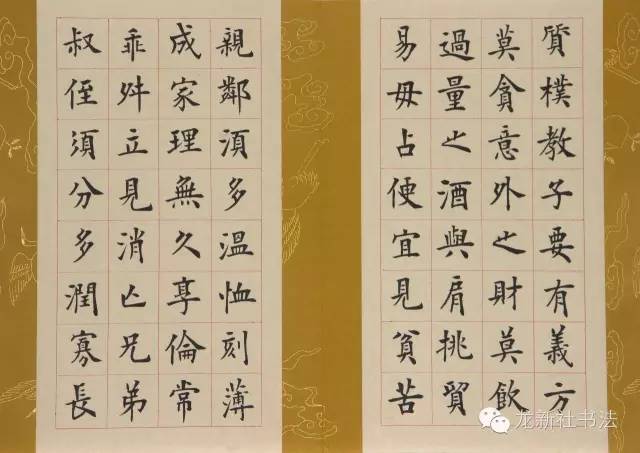 質樸教子要有義方
莫貪意外之財莫飲
過量之酒與肩挑貿
易毋占便宜見貧苦
親鄰須多溫恤刻薄
成家理無久享倫常
乖舛立見消亡兄弟
叔侄須分多潤寡長
龙新社书法